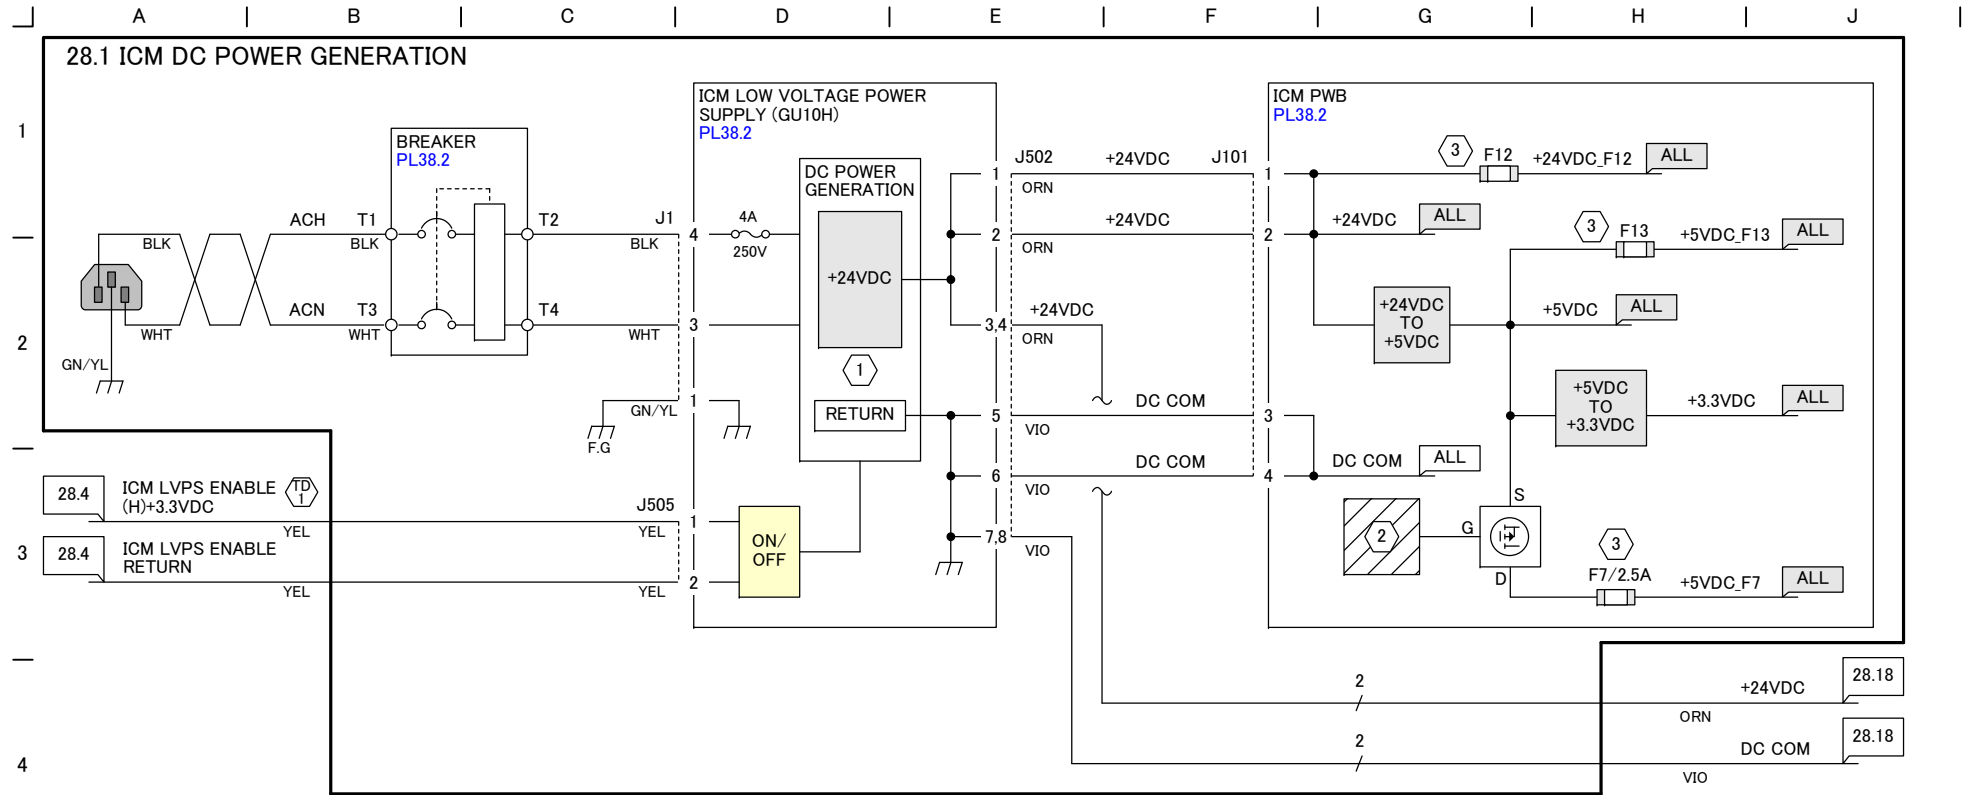 A B C D E F G H J
28.1 ICM DC POWER GENERATION
1
2
3
4
BREAKER
PL38.2
ACH T1
BLK
BLK
T2
J1
BLK
4
ACN T3
WHT
WHT
T4
WHT
3
GN/YL
GN/YL
1
F.G
ICM LOW VOLTAGE POWER
SUPPLY (GU10H)
PL38.2
4A
250V
DC POWER
GENERATION
+24VDC
1
RETURN
28.4
ICM LVPS ENABLE
(H)+3.3VDC
TD
1
YEL
J505
YEL
1
28.4
ICM LVPS ENABLE
RETURN
YEL
YEL
2
ON/
OFF
J502
+24VDC
J101
1
ORN
1
2
+24VDC
ORN
2
3,4
+24VDC
ORN
5
DC COM
VIO
3
6
DC COM
VIO
4
7,8
VIO
ICM PWB
PL38.2
3
F12
+24VDC_F12
ALL
+24VDC
ALL
3
F13
+5VDC_F13
ALL
+24VDC
TO
+5VDC
+5VDC
ALL
+5VDC
TO
+3.3VDC
+3.3VDC
ALL
DC COM
ALL
2
G
S
D
3
F7/2.5A
+5VDC_F7
ALL
2
+24VDC
ORN
28.18
2
DC COM
VIO
28.18